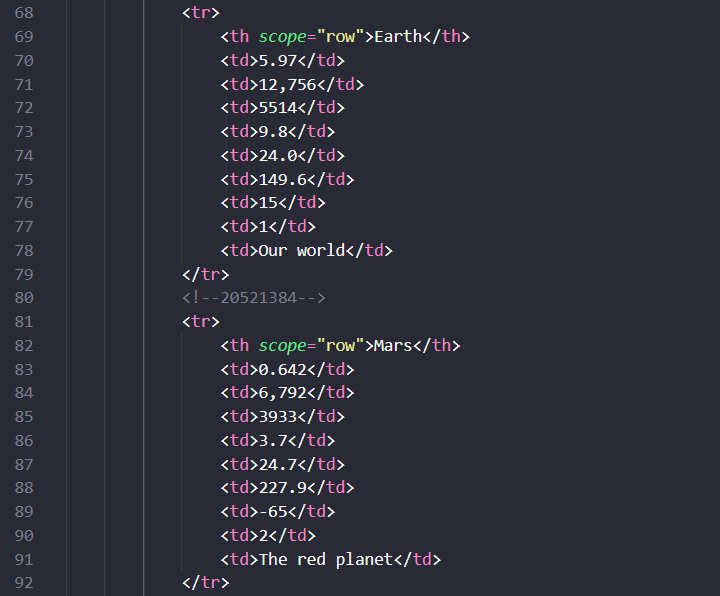 68 <tr>
69 <th scope="row">Earth</th>
70 <td>5.97</td>
71 <td>12,756</td>
72 <td>5514</td>
73 <td>9.8</td>
74 <td>24.0</td>
75 <td>149.6</td>
76 <td>15</td>
77 <td>1</td>
78 <td>Our world</td>
79 </tr>
80 <!--20521384-->
81 <tr>
82 <th scope="row">Mars</th>
83 <td>0.642</td>
84 <td>6,792</td>
85 <td>3933</td>
86 <td>3.7</td>
87 <td>24.7</td>
88 <td>227.9</td>
89 <td>-65</td>
90 <td>2</td>
91 <td>The red planet</td>
92 </tr>